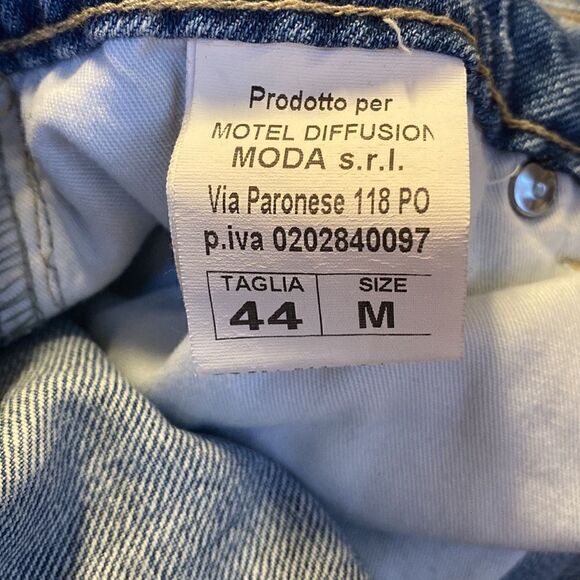 Prodotto per
MOTEL DIFFUSION
MODA s.r.l.
Via Paronese 118 PO
p.iva 0202840097
TAGLIA SIZE
44 M